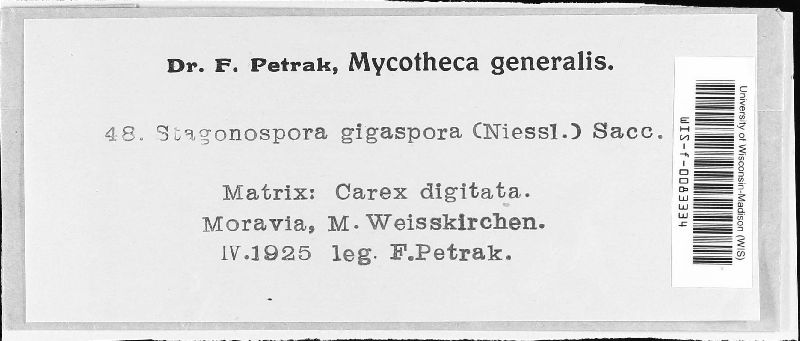 Dr. F. Petrak, Mycotheca generalis.
48. Stagonospora gigaspora (Niessl.) Sacc.
Matrix: Carex digitata.
Moravia, M. Weisskirchen.
IV.1925 leg. F.Petrak.
University of Wisconsin-Madison (WIS)
WIS-f-0083334